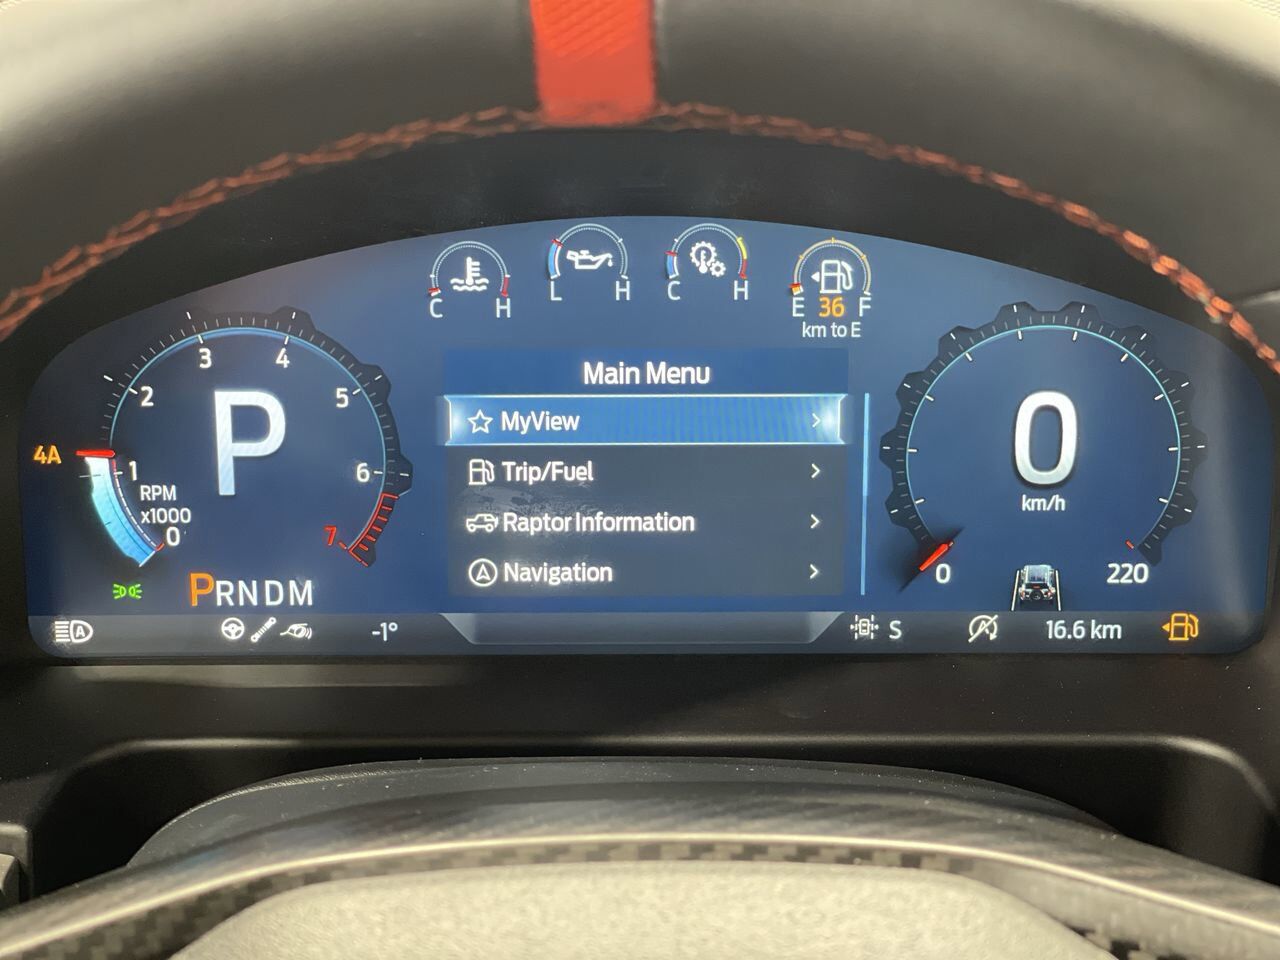 C H
L H
C H
E 36 F
km to E
Main Menu
MyView
Trip/Fuel
Raptor Information
Navigation
4A
0 1 2 3 4 5 6 7
P
RPM
x1000
PRNDM
0
km/h
0 220
A
-1°
S
A
16.6 km